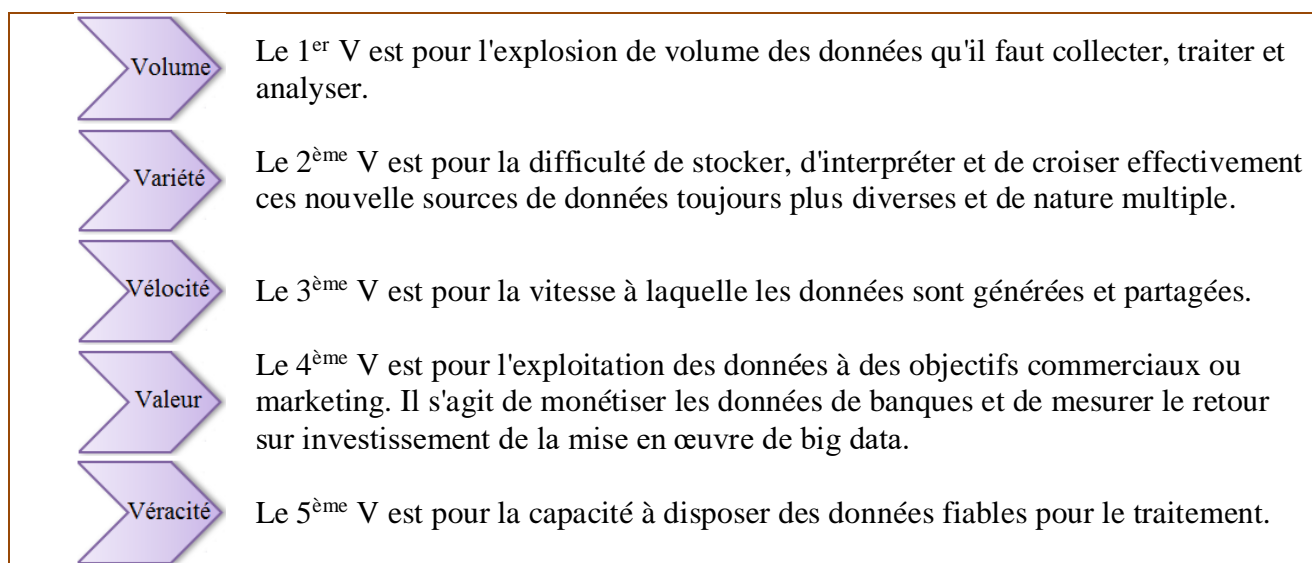 Volume
Le 1er V est pour l'explosion de volume des données qu'il faut collecter, traiter et
analyser.
Variété
Le 2ème V est pour la difficulté de stocker, d'interpréter et de croiser effectivement
ces nouvelle sources de données toujours plus diverses et de nature multiple.
Vélocité
Le 3ème V est pour la vitesse à laquelle les données sont générées et partagées.
Valeur
Le 4ème V est pour l'exploitation des données à des objectifs commerciaux ou
marketing. Il s'agit de monétiser les données de banques et de mesurer le retour
sur investissement de la mise en œuvre de big data.
Véracité
Le 5ème V est pour la capacité à disposer des données fiables pour le traitement.